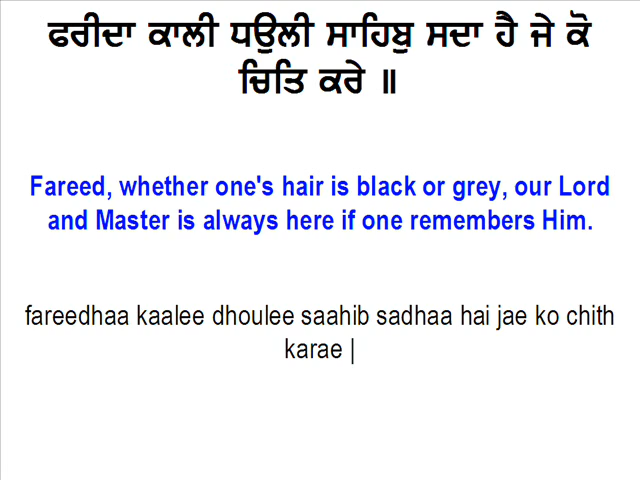 ਫਰੀਦਾ ਕਾਲੀ ਧਉਲੀ ਸਾਹਿਬੁ ਸਦਾ ਹੈ ਜੇ ਕੋ
ਚਿਤਿ ਕਰੇ ॥
Fareed, whether one's hair is black or grey, our Lord
and Master is always here if one remembers Him.
fareedhaa kaalee dhoulee saahib sadhaa hai jae ko chith
karae |